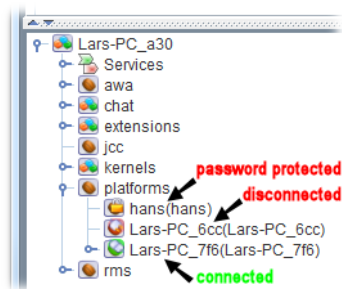 Lars-PC_a30
Services
awa
chat
extensions
jcc
kernels
password protected
platforms
disconnected
hans(hans)
Lars-PC_6cc(Lars-PC_6cc)
Lars-PC_7f6(Lars-PC_7f6)
rms
connected